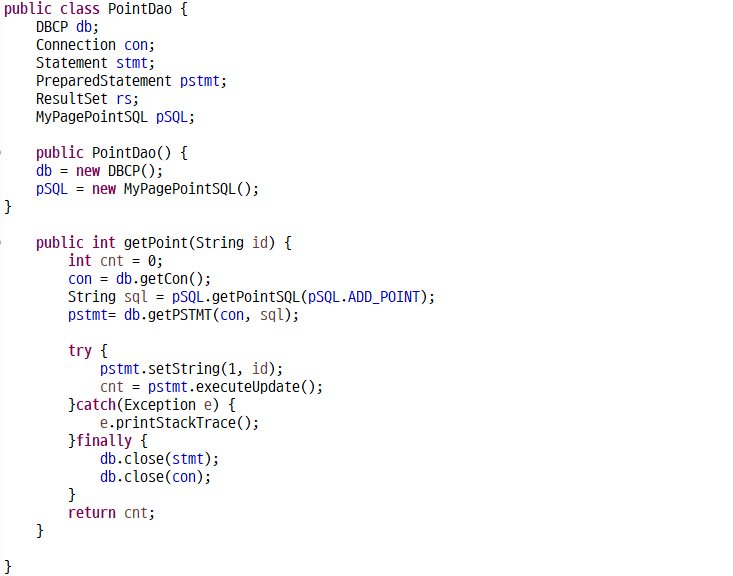 public class PointDao {
    DBCP db;
    Connection con;
    Statement stmt;
    PreparedStatement pstmt;
    ResultSet rs;
    MyPagePointSQL pSQL;

    public PointDao() {
    db = new DBCP();
    pSQL = new MyPagePointSQL();
}

    public int getPoint(String id) {
        int cnt = 0;
        con = db.getCon();
        String sql = pSQL.getPointSQL(pSQL.ADD_POINT);
        pstmt= db.getPSTMT(con, sql);

        try {
            pstmt.setString(1, id);
            cnt = pstmt.executeUpdate();
        }catch(Exception e) {
            e.printStackTrace();
        }finally {
            db.close(stmt);
            db.close(con);
        }
        return cnt;
    }

}